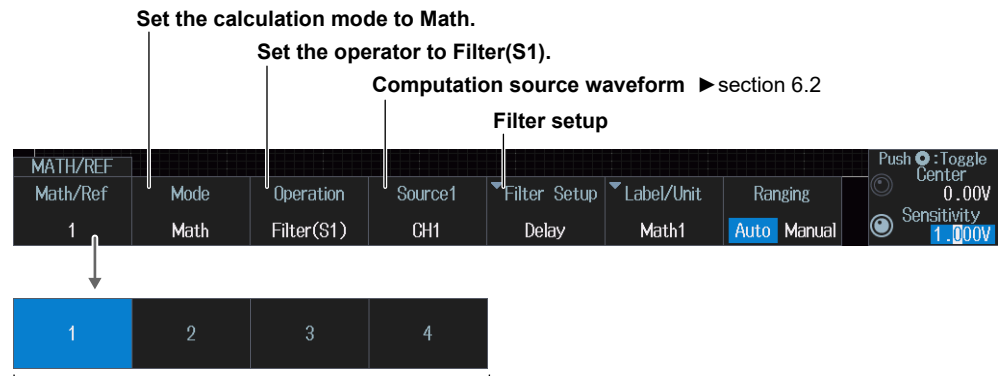 Set the calculation mode to Math.
Set the operator to Filter(S1).
Computation source waveform ►section 6.2
Filter setup
MATH/REF
Math/Ref Mode Operation Source1 Filter Setup Label/Unit Ranging
1 Math Filter(S1) CH1 Delay Math1 Auto Manual
Push :Toggle
Center
0.00V
Sensitivity
1.000V
1 2 3 4